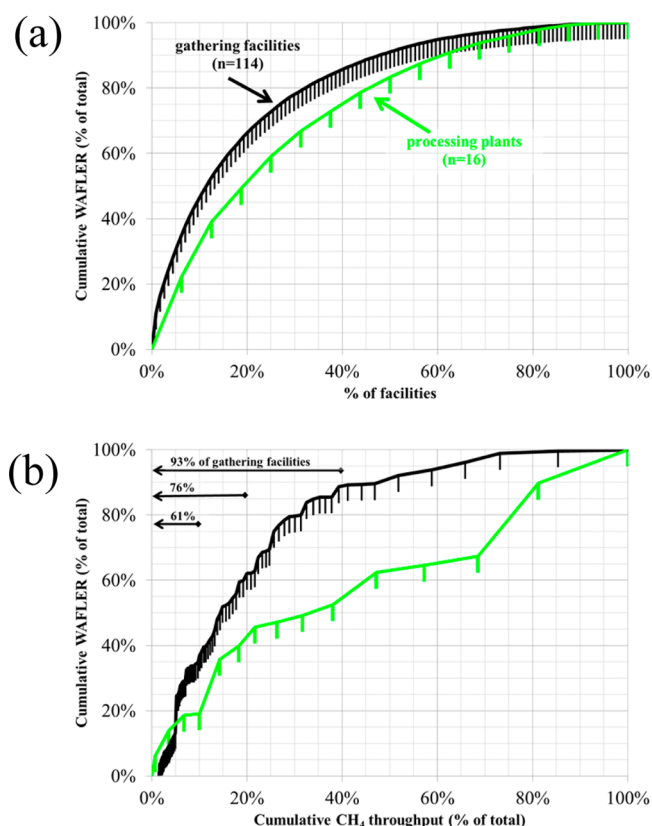 (a)
100%
80%
60%
40%
20%
0%
Cumulative WAFLER (% of total)
gathering facilities
(n=114)
processing plants
(n=16)
0% 20% 40% 60% 80% 100%
% of facilities
(b)
100%
80%
60%
40%
20%
0%
Cumulative WAFLER (% of total)
93% of gathering facilities
76%
61%
0% 20% 40% 60% 80% 100%
Cumulative CH₄ throughput (% of total)